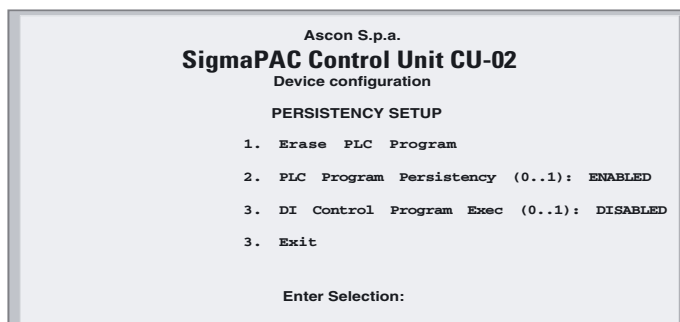 Ascon S.p.a.
SigmaPAC Control Unit CU-02
Device configuration
PERSISTENCY SETUP
1. Erase PLC Program
2. PLC Program Persistency (0..1): ENABLED
3. DI Control Program Exec (0..1): DISABLED
3. Exit
Enter Selection: